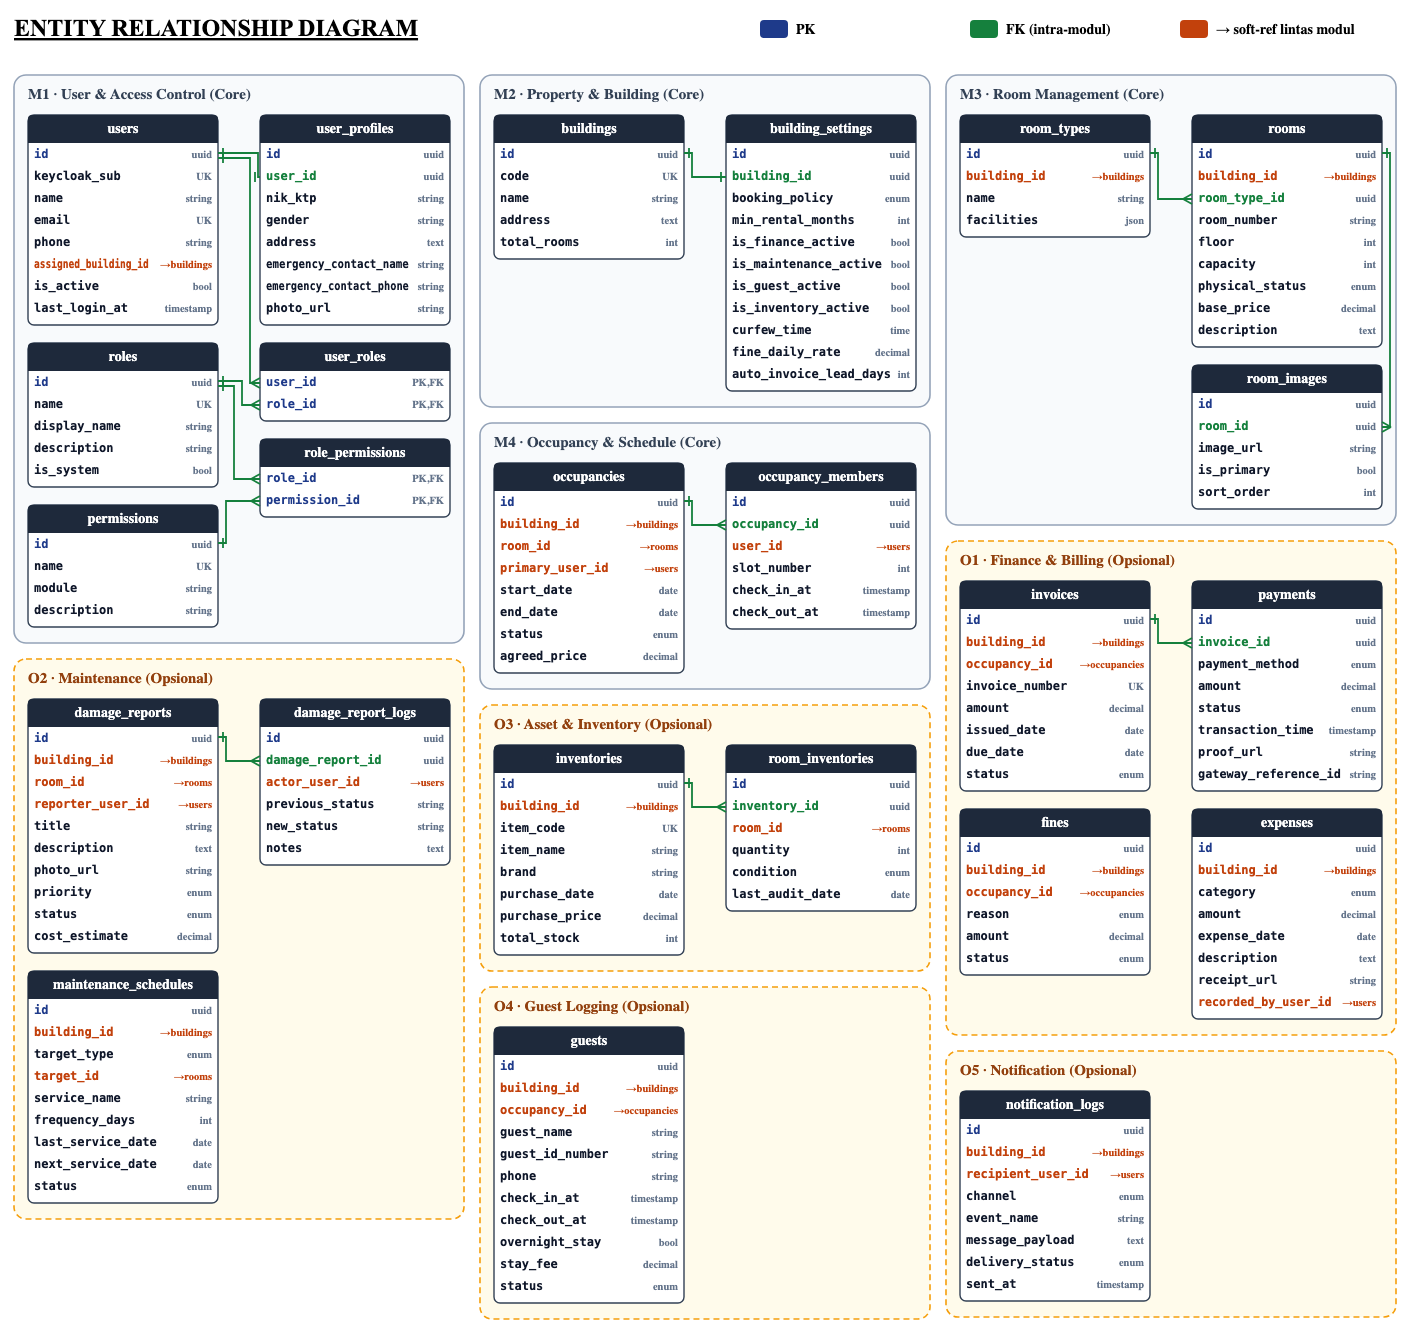 ENTITY RELATIONSHIP DIAGRAM
PK
FK (intra-modul)
→ soft-ref lintas modul
M1 · User & Access Control (Core)
users
id uuid
keycloak_sub UK
name string
email UK
phone string
assigned_building_id →buildings
is_active bool
last_login_at timestamp
user_profiles
id uuid
user_id uuid
nik_ktp string
gender string
address text
emergency_contact_name string
emergency_contact_phone string
photo_url string
roles
id uuid
name UK
display_name string
description string
is_system bool
user_roles
user_id PK,FK
role_id PK,FK
role_permissions
role_id PK,FK
permission_id PK,FK
permissions
id uuid
name UK
module string
description string
M2 · Property & Building (Core)
buildings
id uuid
code UK
name string
address text
total_rooms int
building_settings
id uuid
building_id uuid
booking_policy enum
min_rental_months int
is_finance_active bool
is_maintenance_active bool
is_guest_active bool
is_inventory_active bool
curfew_time time
fine_daily_rate decimal
auto_invoice_lead_days int
M3 · Room Management (Core)
room_types
id uuid
building_id →buildings
name string
facilities json
rooms
id uuid
building_id →buildings
room_type_id uuid
room_number string
floor int
capacity int
physical_status enum
base_price decimal
description text
room_images
id uuid
room_id uuid
image_url string
is_primary bool
sort_order int
M4 · Occupancy & Schedule (Core)
occupancies
id uuid
building_id →buildings
room_id →rooms
primary_user_id →users
start_date date
end_date date
status enum
agreed_price decimal
occupancy_members
id uuid
occupancy_id uuid
user_id →users
slot_number int
check_in_at timestamp
check_out_at timestamp
O1 · Finance & Billing (Opsional)
invoices
id uuid
building_id →buildings
occupancy_id →occupancies
invoice_number UK
amount decimal
issued_date date
due_date date
status enum
payments
id uuid
invoice_id uuid
payment_method enum
amount decimal
status enum
transaction_time timestamp
proof_url string
gateway_reference_id string
fines
id uuid
building_id →buildings
occupancy_id →occupancies
reason enum
amount decimal
status enum
expenses
id uuid
building_id →buildings
category enum
amount decimal
expense_date date
description text
receipt_url string
recorded_by_user_id →users
O2 · Maintenance (Opsional)
damage_reports
id uuid
building_id →buildings
room_id →rooms
reporter_user_id →users
title string
description text
photo_url string
priority enum
status enum
cost_estimate decimal
damage_report_logs
id uuid
damage_report_id uuid
actor_user_id →users
previous_status string
new_status string
notes text
maintenance_schedules
id uuid
building_id →buildings
target_type enum
target_id →rooms
service_name string
frequency_days int
last_service_date date
next_service_date date
status enum
O3 · Asset & Inventory (Opsional)
inventories
id uuid
building_id →buildings
item_code UK
item_name string
brand string
purchase_date date
purchase_price decimal
total_stock int
room_inventories
id uuid
inventory_id uuid
room_id →rooms
quantity int
condition enum
last_audit_date date
O4 · Guest Logging (Opsional)
guests
id uuid
building_id →buildings
occupancy_id →occupancies
guest_name string
guest_id_number string
phone string
check_in_at timestamp
check_out_at timestamp
overnight_stay bool
stay_fee decimal
status enum
O5 · Notification (Opsional)
notification_logs
id uuid
building_id →buildings
recipient_user_id →users
channel enum
event_name string
message_payload text
delivery_status enum
sent_at timestamp